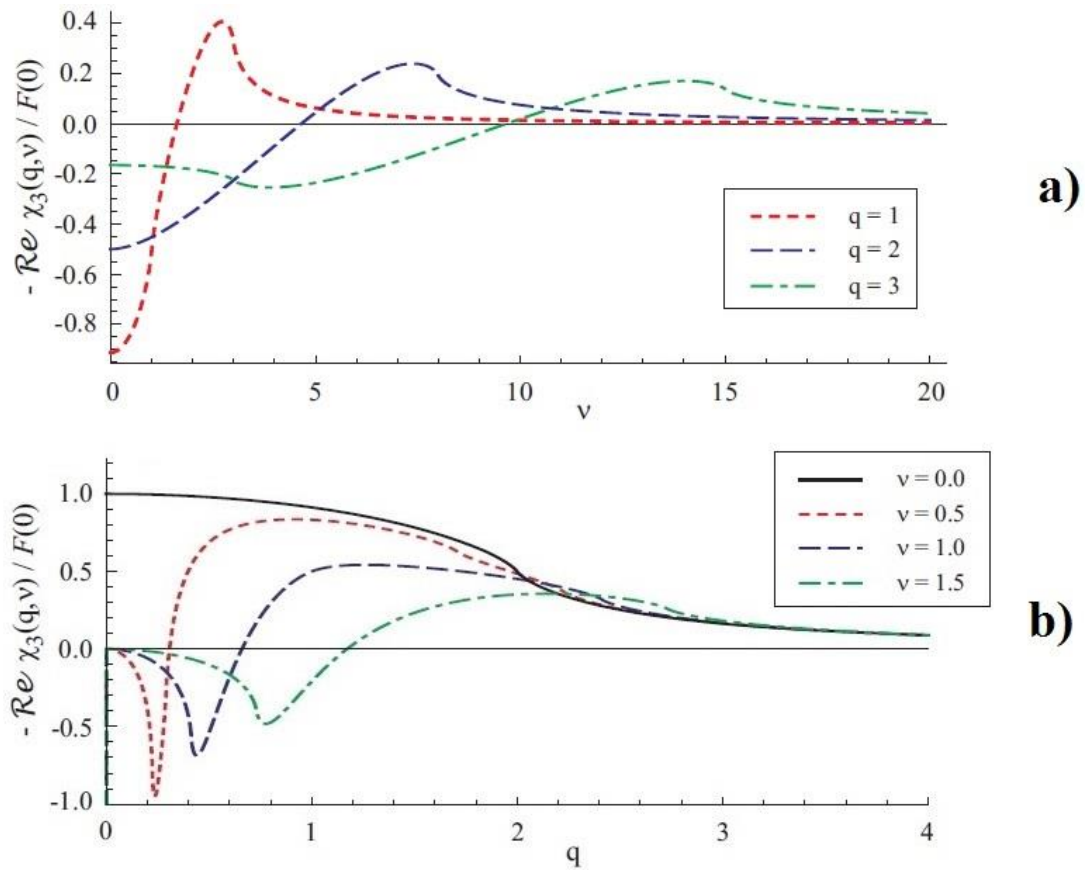 - Re χ₃(q,ν) / F(0)
0.4
0.2
0.0
-0.2
-0.4
-0.6
-0.8
q = 1
q = 2
q = 3
a)
0 5 10 15 20
ν
- Re χ₃(q,ν) / F(0)
1.0
0.5
0.0
-0.5
-1.0
ν = 0.0
ν = 0.5
ν = 1.0
ν = 1.5
b)
0 1 2 3 4
q